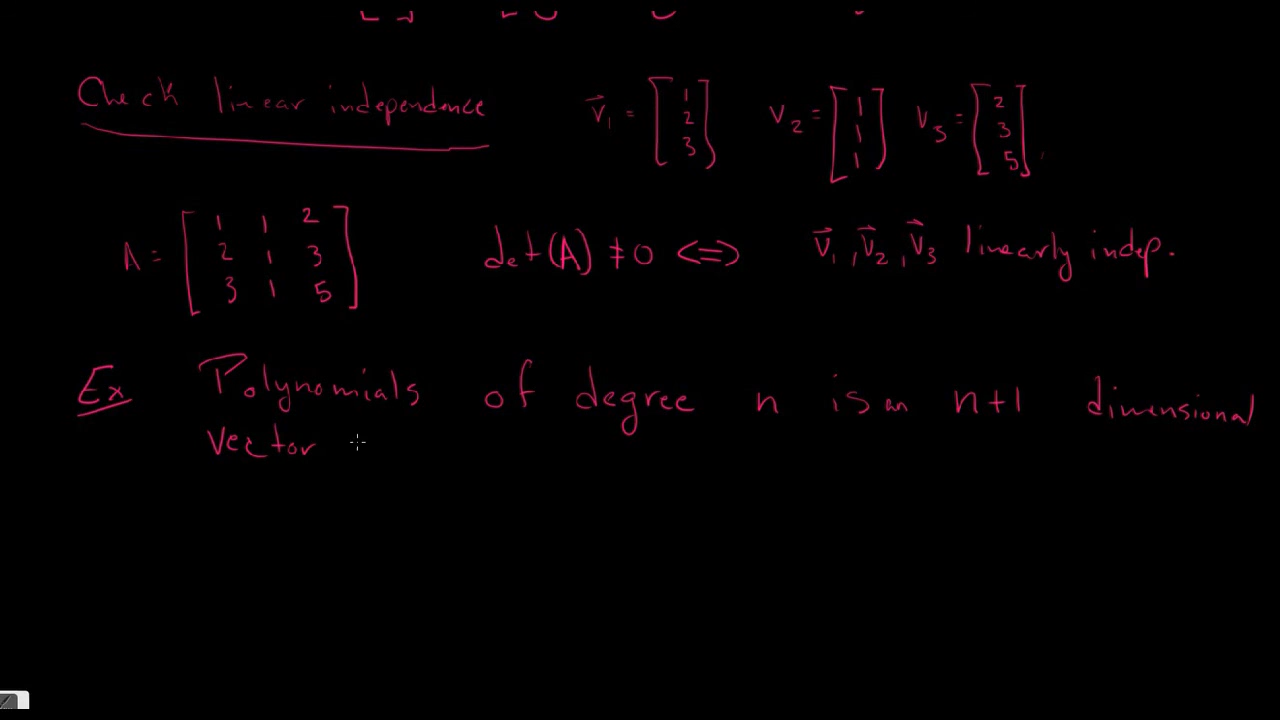 Check linear independence v⃗₁ = [1 2 3] v₂ = [1 1 1] v₃ = [2 3 5]
A = [1 1 2
2 1 3
3 1 5] det(A) ≠ 0 <=> v⃗₁, v⃗₂, v⃗₃ linearly indep.
Ex Polynomials of degree n is an n+1 dimensional
Vector